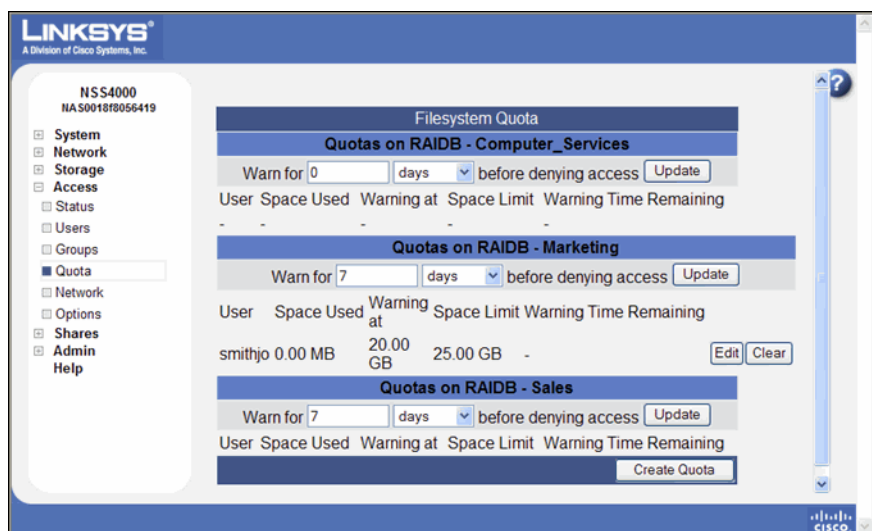 LINKSYS®
A Division of Cisco Systems, Inc.
?
NSS4000
NAS0018f8056419
System
Network
Storage
Access
Status
Users
Groups
Quota
Network
Options
Shares
Admin
Help
Filesystem Quota
Quotas on RAIDB - Computer_Services
Warn for 0 days before denying access Update
User Space Used Warning at Space Limit Warning Time Remaining
- - - - -
Quotas on RAIDB - Marketing
Warn for 7 days before denying access Update
User Space Used Warning at Space Limit Warning Time Remaining
smithjo 0.00 MB 20.00 GB 25.00 GB - Edit Clear
Quotas on RAIDB - Sales
Warn for 7 days before denying access Update
User Space Used Warning at Space Limit Warning Time Remaining
Create Quota
CISCO